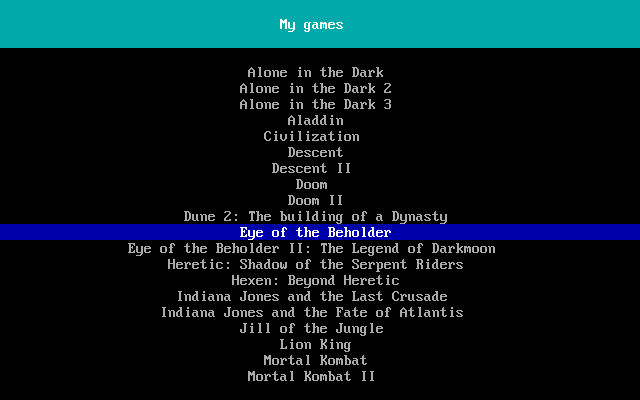 My games
Alone in the Dark
Alone in the Dark 2
Alone in the Dark 3
Aladdin
Civilization
Descent
Descent II
Doom
Doom II
Dune 2: The building of a Dynasty
Eye of the Beholder
Eye of the Beholder II: The Legend of Darkmoon
Heretic: Shadow of the Serpent Riders
Hexen: Beyond Heretic
Indiana Jones and the Last Crusade
Indiana Jones and the Fate of Atlantis
Jill of the Jungle
Lion King
Mortal Kombat
Mortal Kombat II